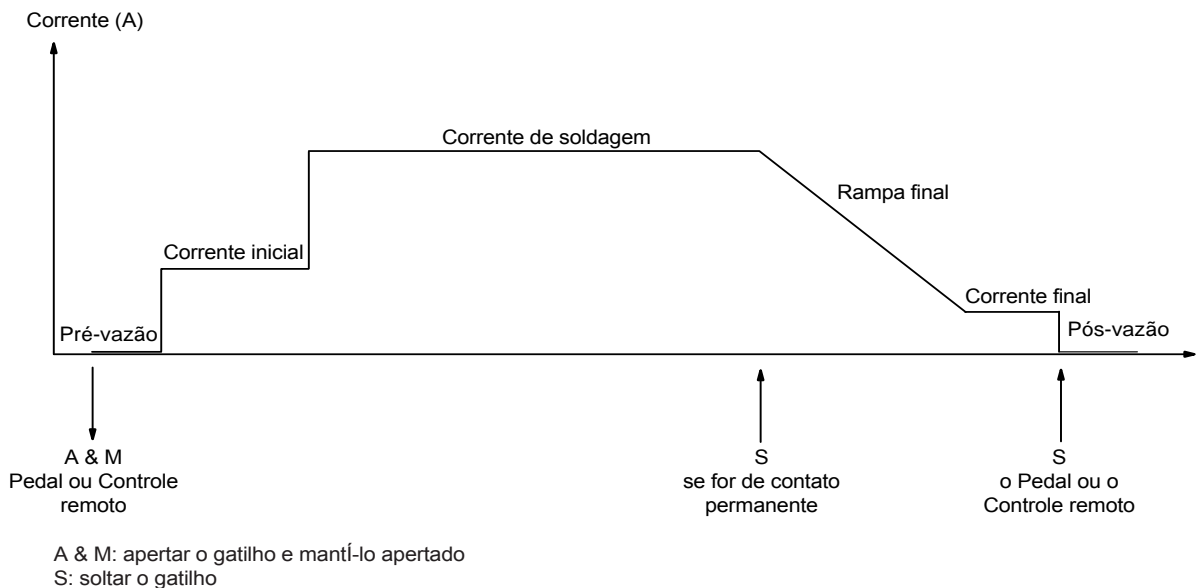 Corrente (A)
Corrente de soldagem
Rampa final
Corrente inicial
Corrente final
Pré-vazão
Pós-vazão
A & M
Pedal ou Controle
remoto
S
se for de contato
permanente
S
o Pedal ou o
Controle remoto
A & M: apertar o gatilho e mantÍ-lo apertado
S: soltar o gatilho